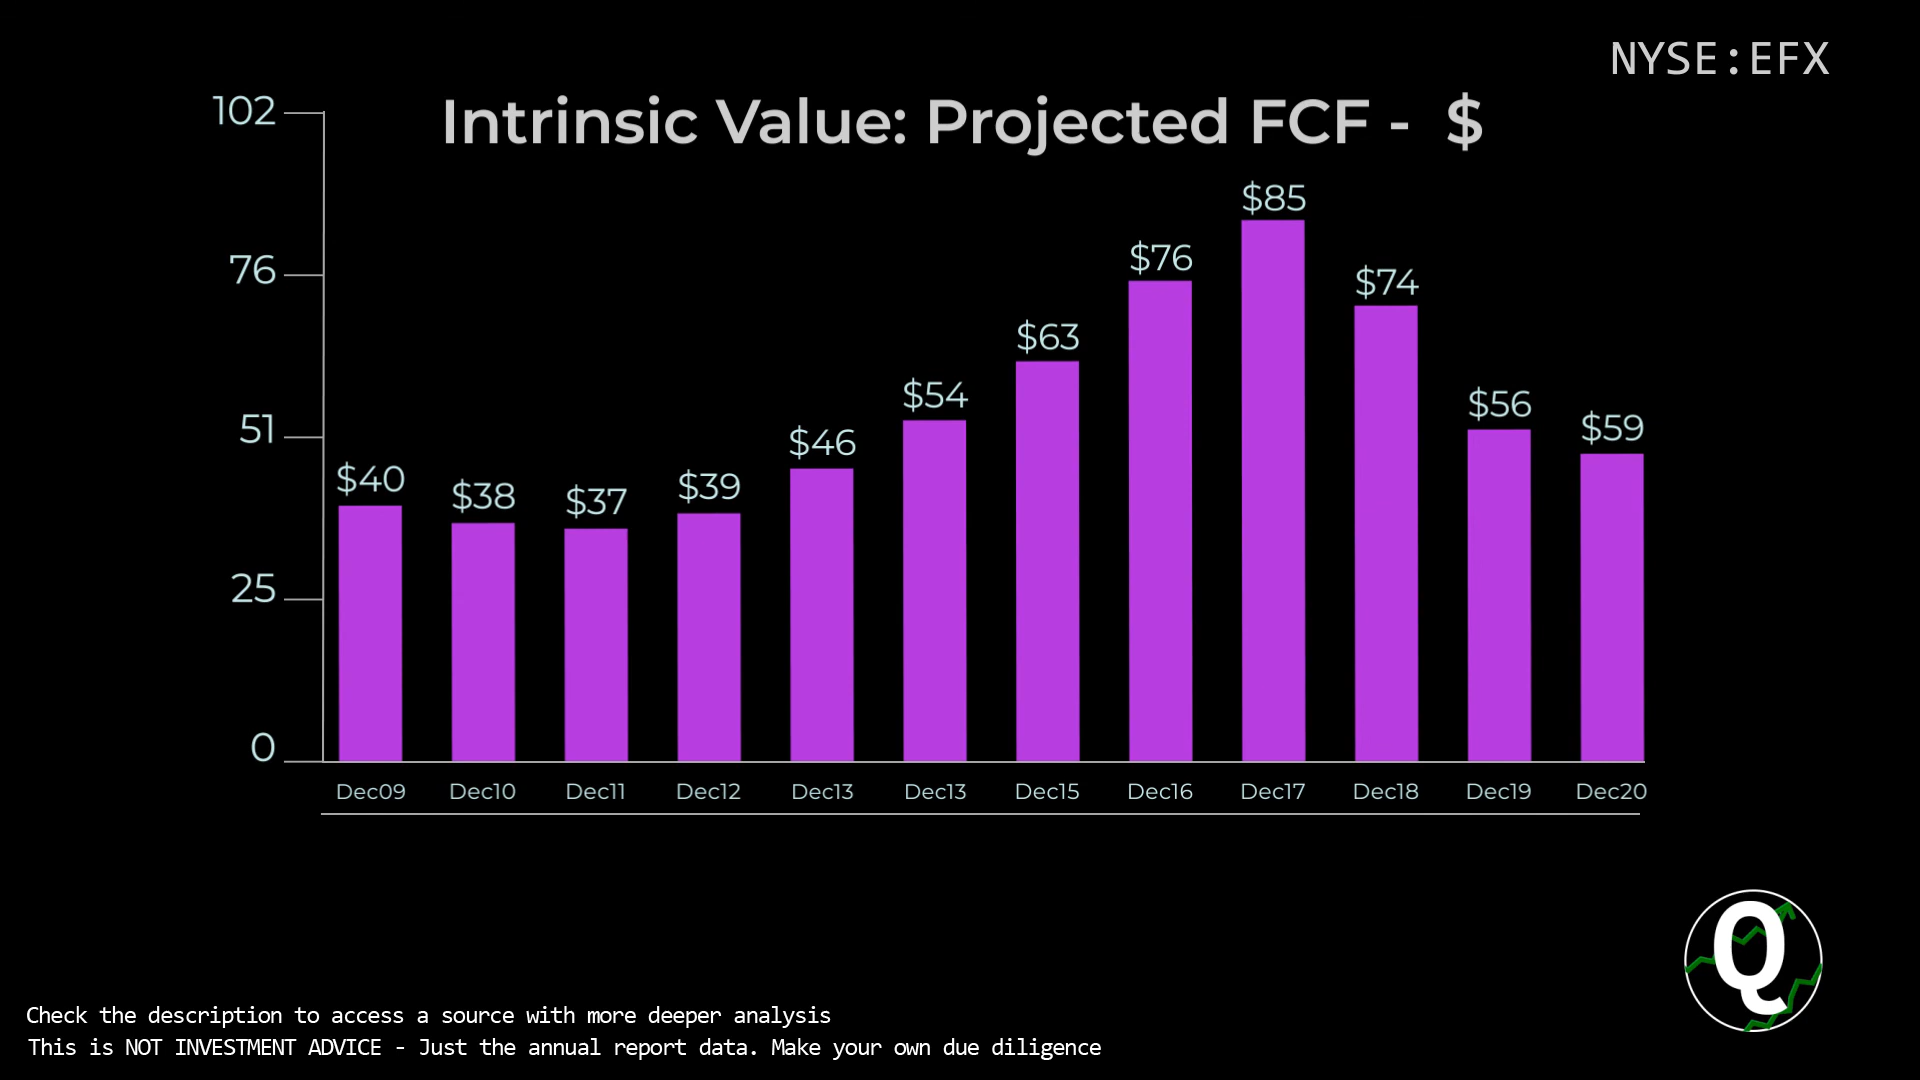 NYSE:EFX
Intrinsic Value: Projected FCF - $
102
76
51
25
0
$40
$38
$37
$39
$46
$54
$63
$76
$85
$74
$56
$59
Dec09 Dec10 Dec11 Dec12 Dec13 Dec13 Dec15 Dec16 Dec17 Dec18 Dec19 Dec20
Q
Check the description to access a source with more deeper analysis
This is NOT INVESTMENT ADVICE - Just the annual report data. Make your own due diligence